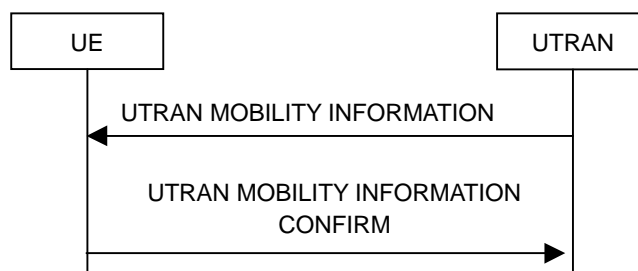 UE
UTRAN
UTRAN MOBILITY INFORMATION
UTRAN MOBILITY INFORMATION
CONFIRM